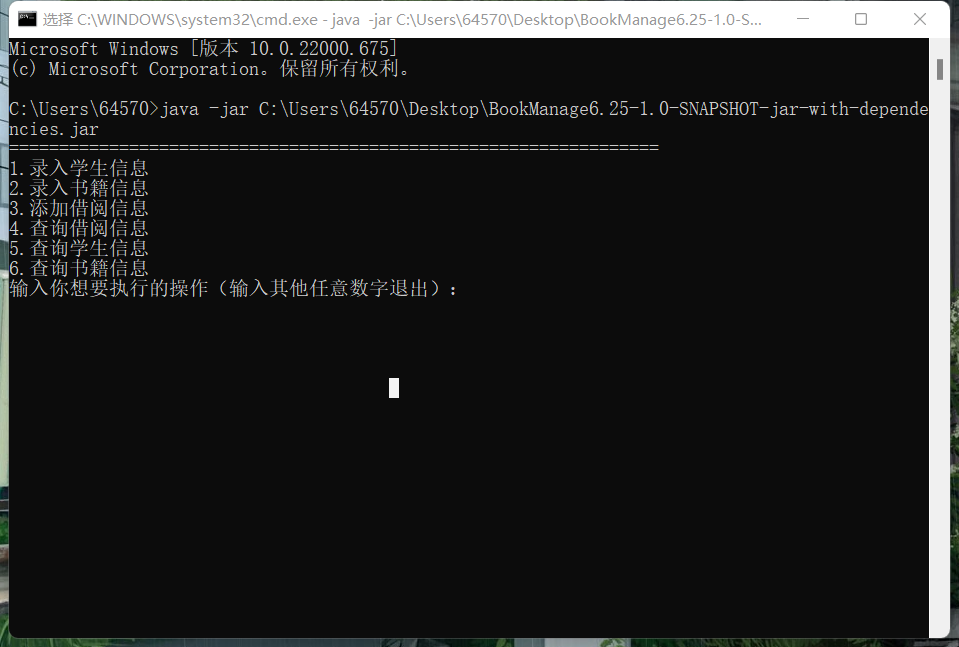 选择 C:\WINDOWS\system32\cmd.exe - java  -jar C:\Users\64570\Desktop\BookManage6.25-1.0-S...
Microsoft Windows [版本 10.0.22000.675]
(c) Microsoft Corporation。保留所有权利。
C:\Users\64570>java -jar C:\Users\64570\Desktop\BookManage6.25-1.0-SNAPSHOT-jar-with-depende
ncies.jar
=================================================================
1.录入学生信息
2.录入书籍信息
3.添加借阅信息
4.查询借阅信息
5.查询学生信息
6.查询书籍信息
输入你想要执行的操作（输入其他任意数字退出）：